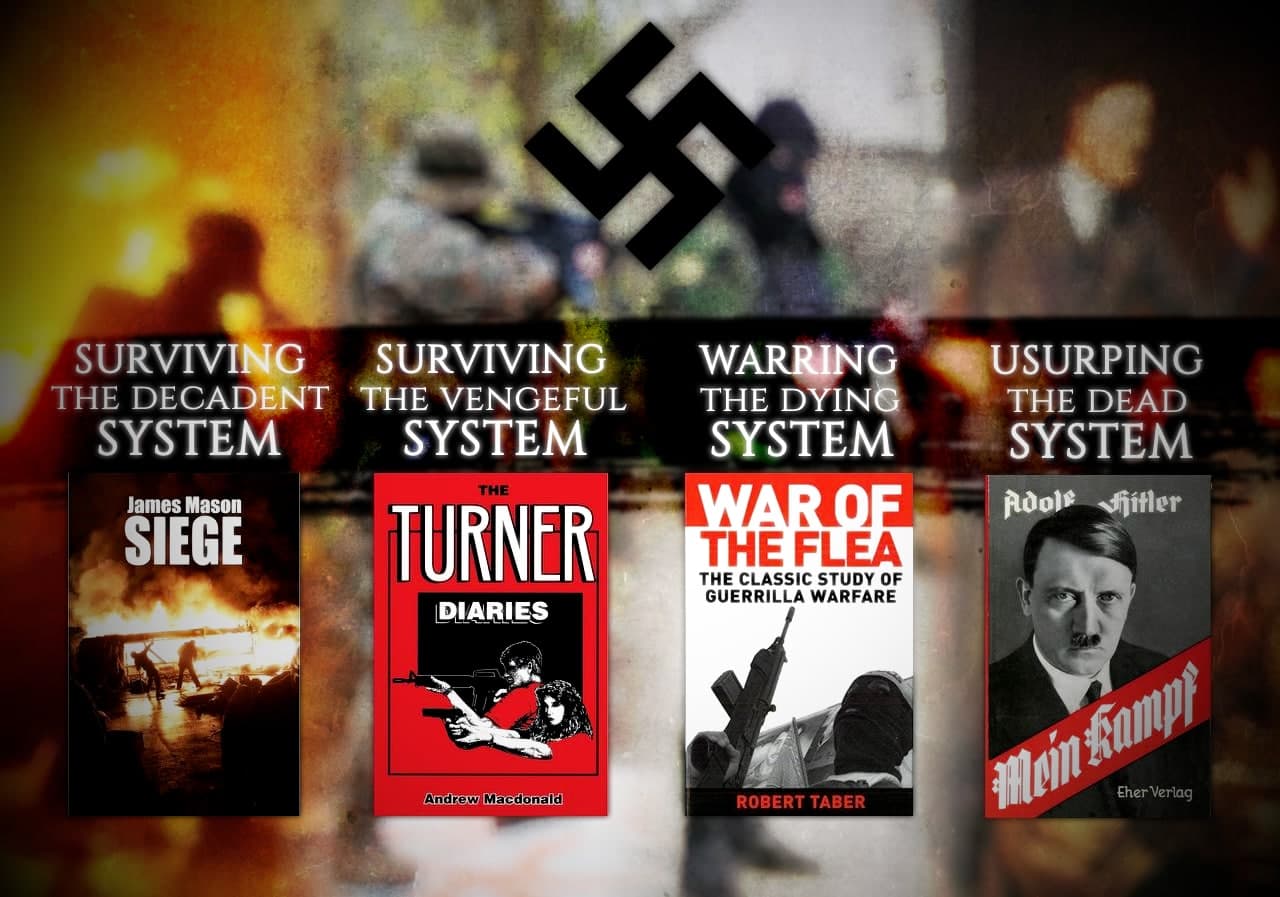 SURVIVING
THE DECADENT
SYSTEM
SURVIVING
THE VENGEFUL
SYSTEM
WARRING
THE DYING
SYSTEM
USURPING
THE DEAD
SYSTEM
James Mason
SIEGE
THE
TURNER
DIARIES
Andrew Macdonald
WAR OF
THE FLEA
THE CLASSIC STUDY OF
GUERRILLA WARFARE
ROBERT TABER
Adolf Hitler
Mein Kampf
Eher Verlag